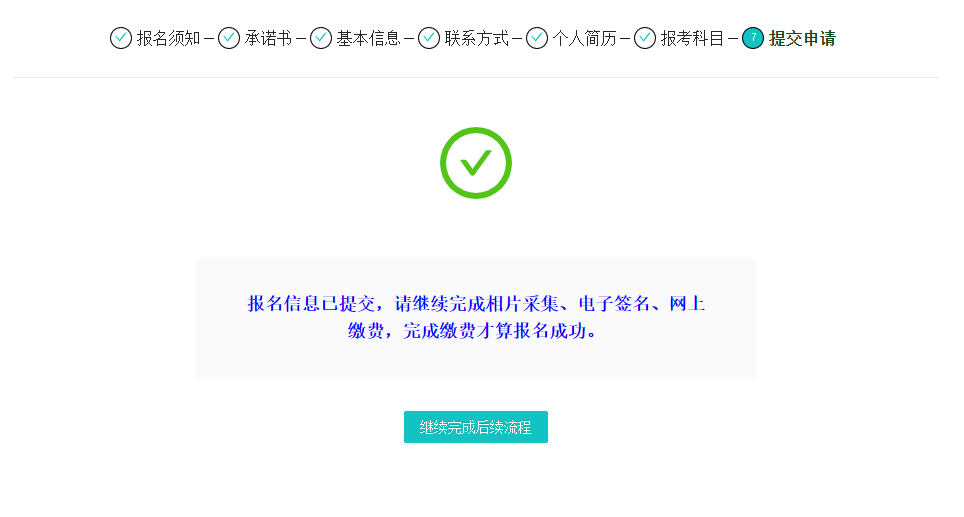 报名须知 – 承诺书 – 基本信息 – 联系方式 – 个人简历 – 报考科目 – 7 提交申请
报名信息已提交，请继续完成相片采集、电子签名、网上
缴费，完成缴费才算报名成功。
继续完成后续流程